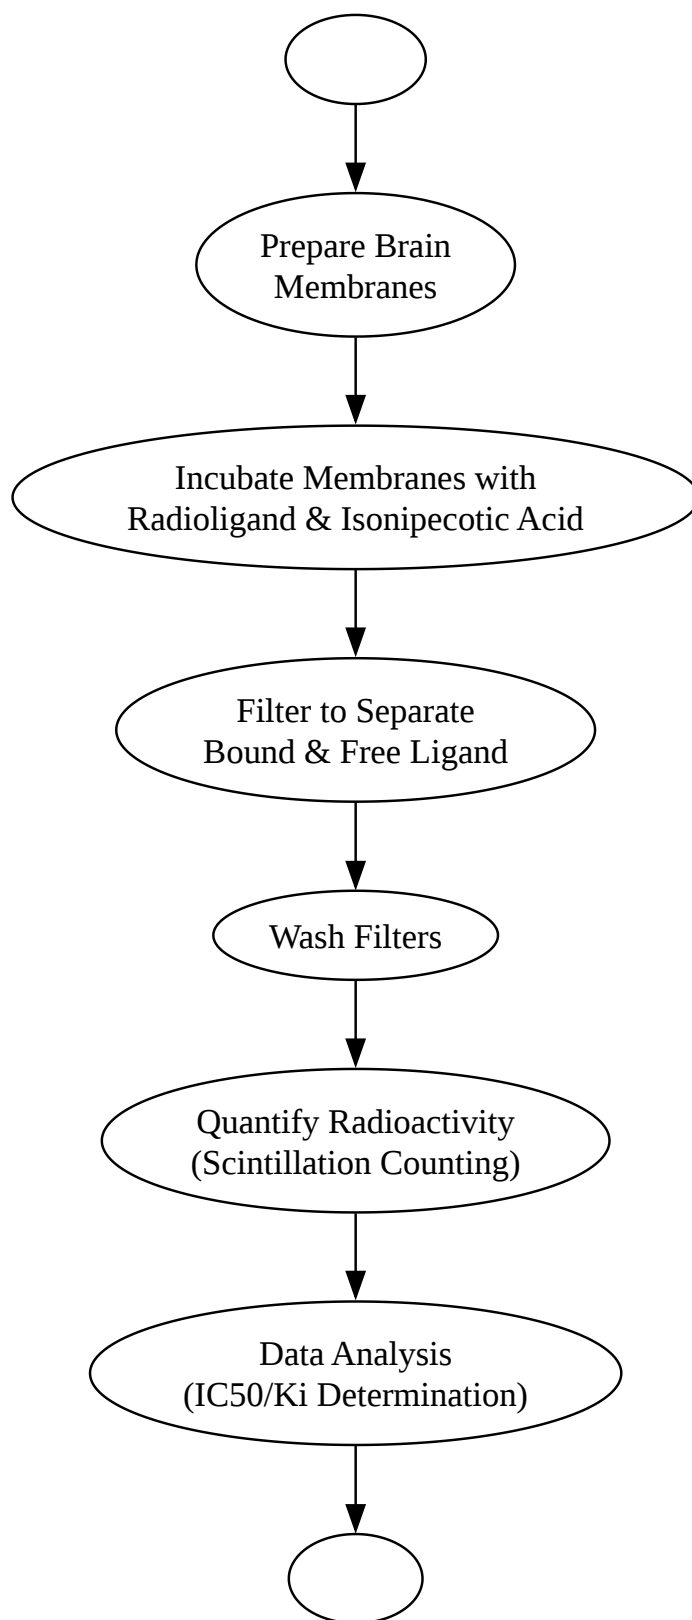 Prepare Brain
Membranes
Incubate Membranes with
Radioligand & Isonipecotic Acid
Filter to Separate
Bound & Free Ligand
Wash Filters
Quantify Radioactivity
(Scintillation Counting)
Data Analysis
(IC50/Ki Determination)